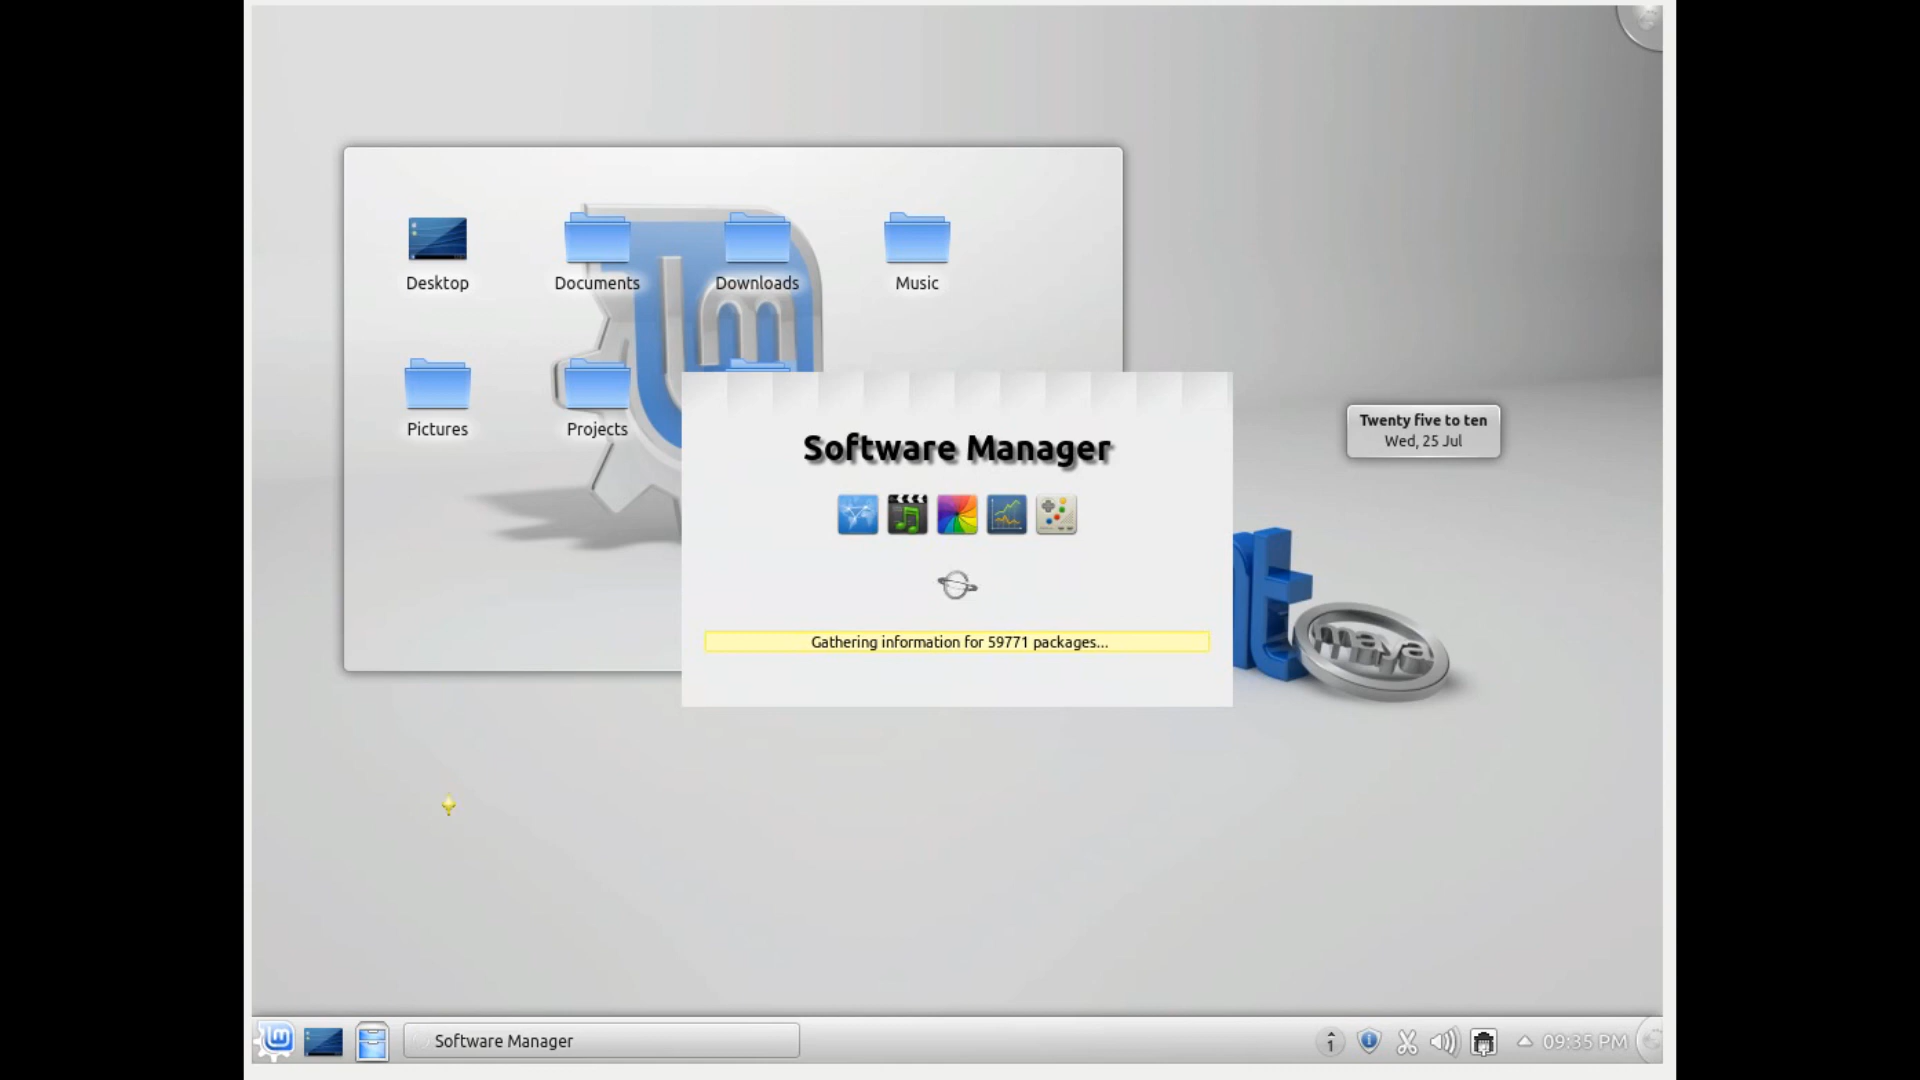 Desktop
Documents
Downloads
Music
Pictures
Projects
Software Manager
Gathering information for 59771 packages...
Twenty five to ten
Wed, 25 Jul
t
maya
Software Manager
1
09:35 PM